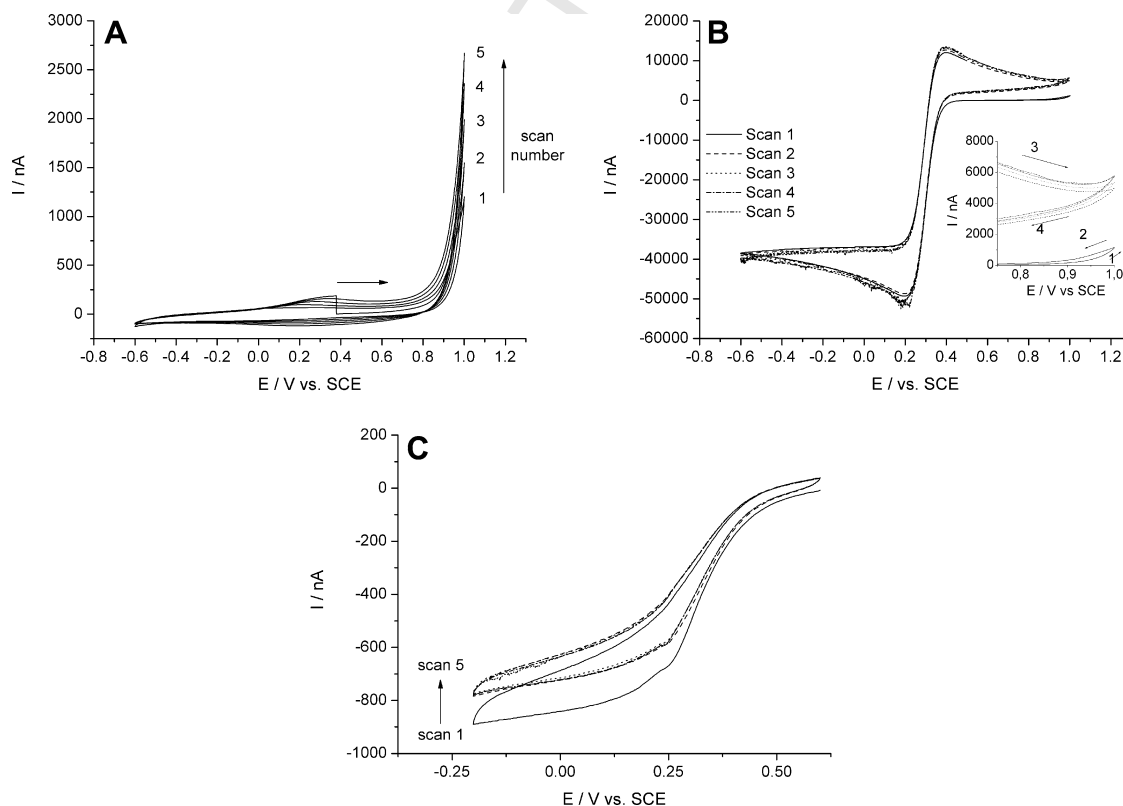 A
3000
2500
2000
1500
1000
500
0
I / nA
5
4
3
2
1
scan
number
-0.8 -0.6 -0.4 -0.2 0.0 0.2 0.4 0.6 0.8 1.0 1.2
E / V vs. SCE
B
20000
10000
0
-10000
-20000
-30000
-40000
-50000
-60000
I / nA
Scan 1
Scan 2
Scan 3
Scan 4
Scan 5
8000
6000
4000
2000
0
I / nA
3
4
2
1
0.8 0.9 1.0
E / V vs SCE
-0.8 -0.6 -0.4 -0.2 0.0 0.2 0.4 0.6 0.8 1.0 1.2
E / vs. SCE
C
200
0
-200
-400
-600
-800
-1000
I / nA
scan 5
scan 1
-0.25 0.00 0.25 0.50
E / V vs. SCE